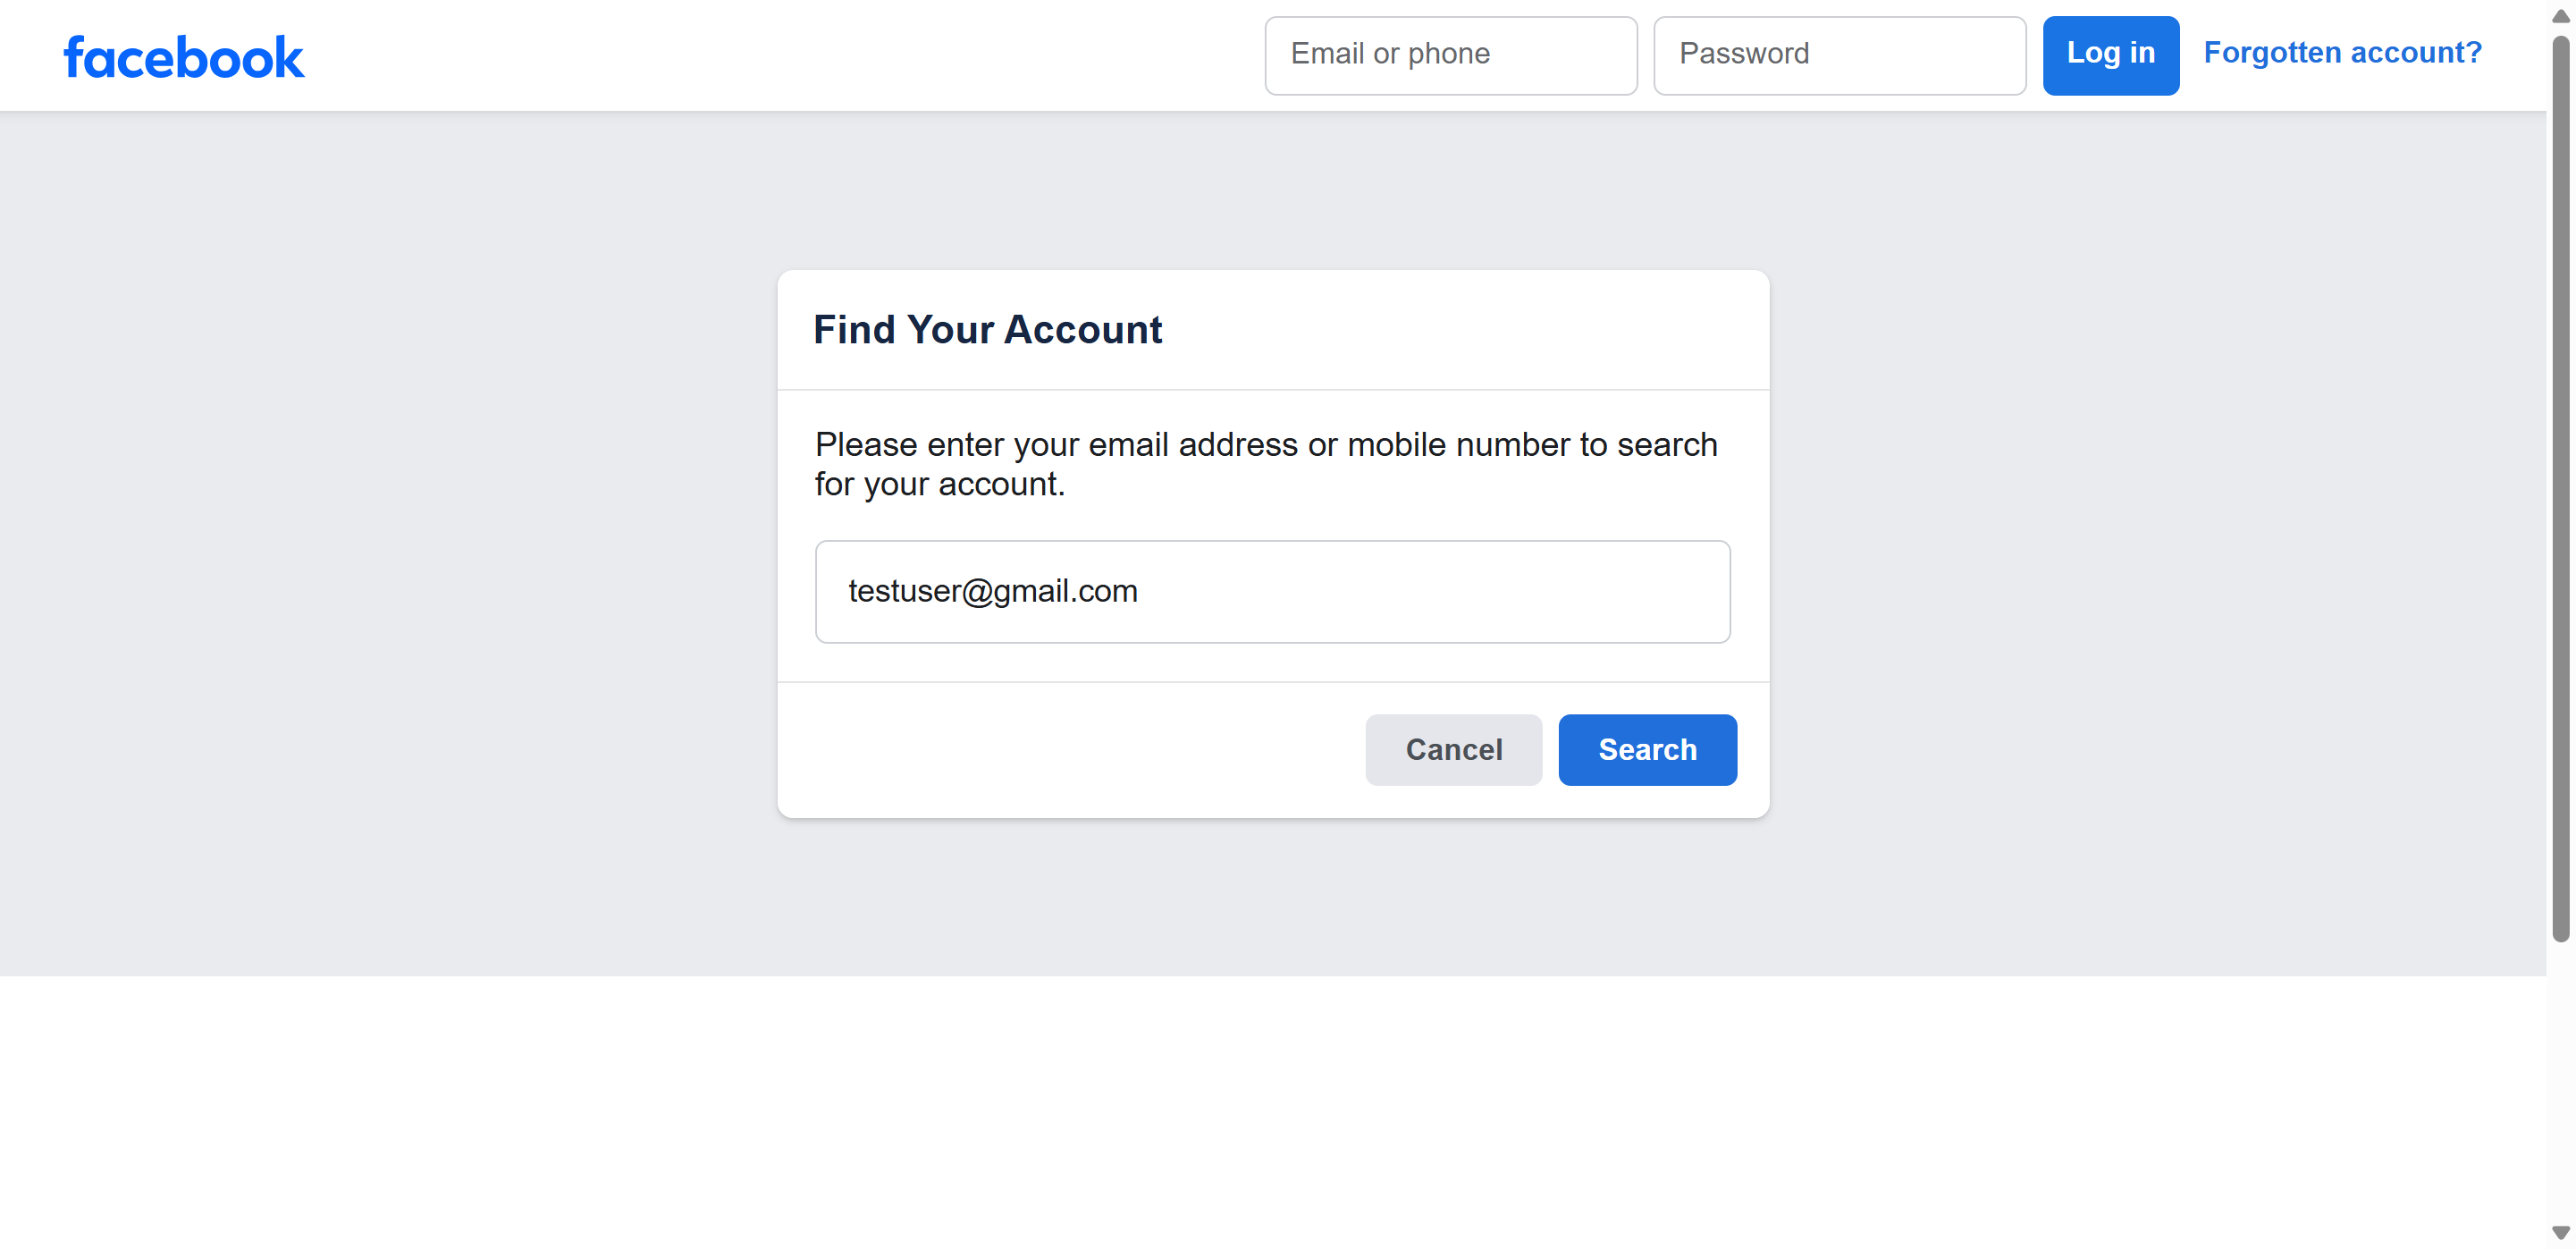 facebook
Email or phone
Password
Log in
Forgotten account?
Find Your Account
Please enter your email address or mobile number to search
for your account.
testuser@gmail.com
Cancel
Search